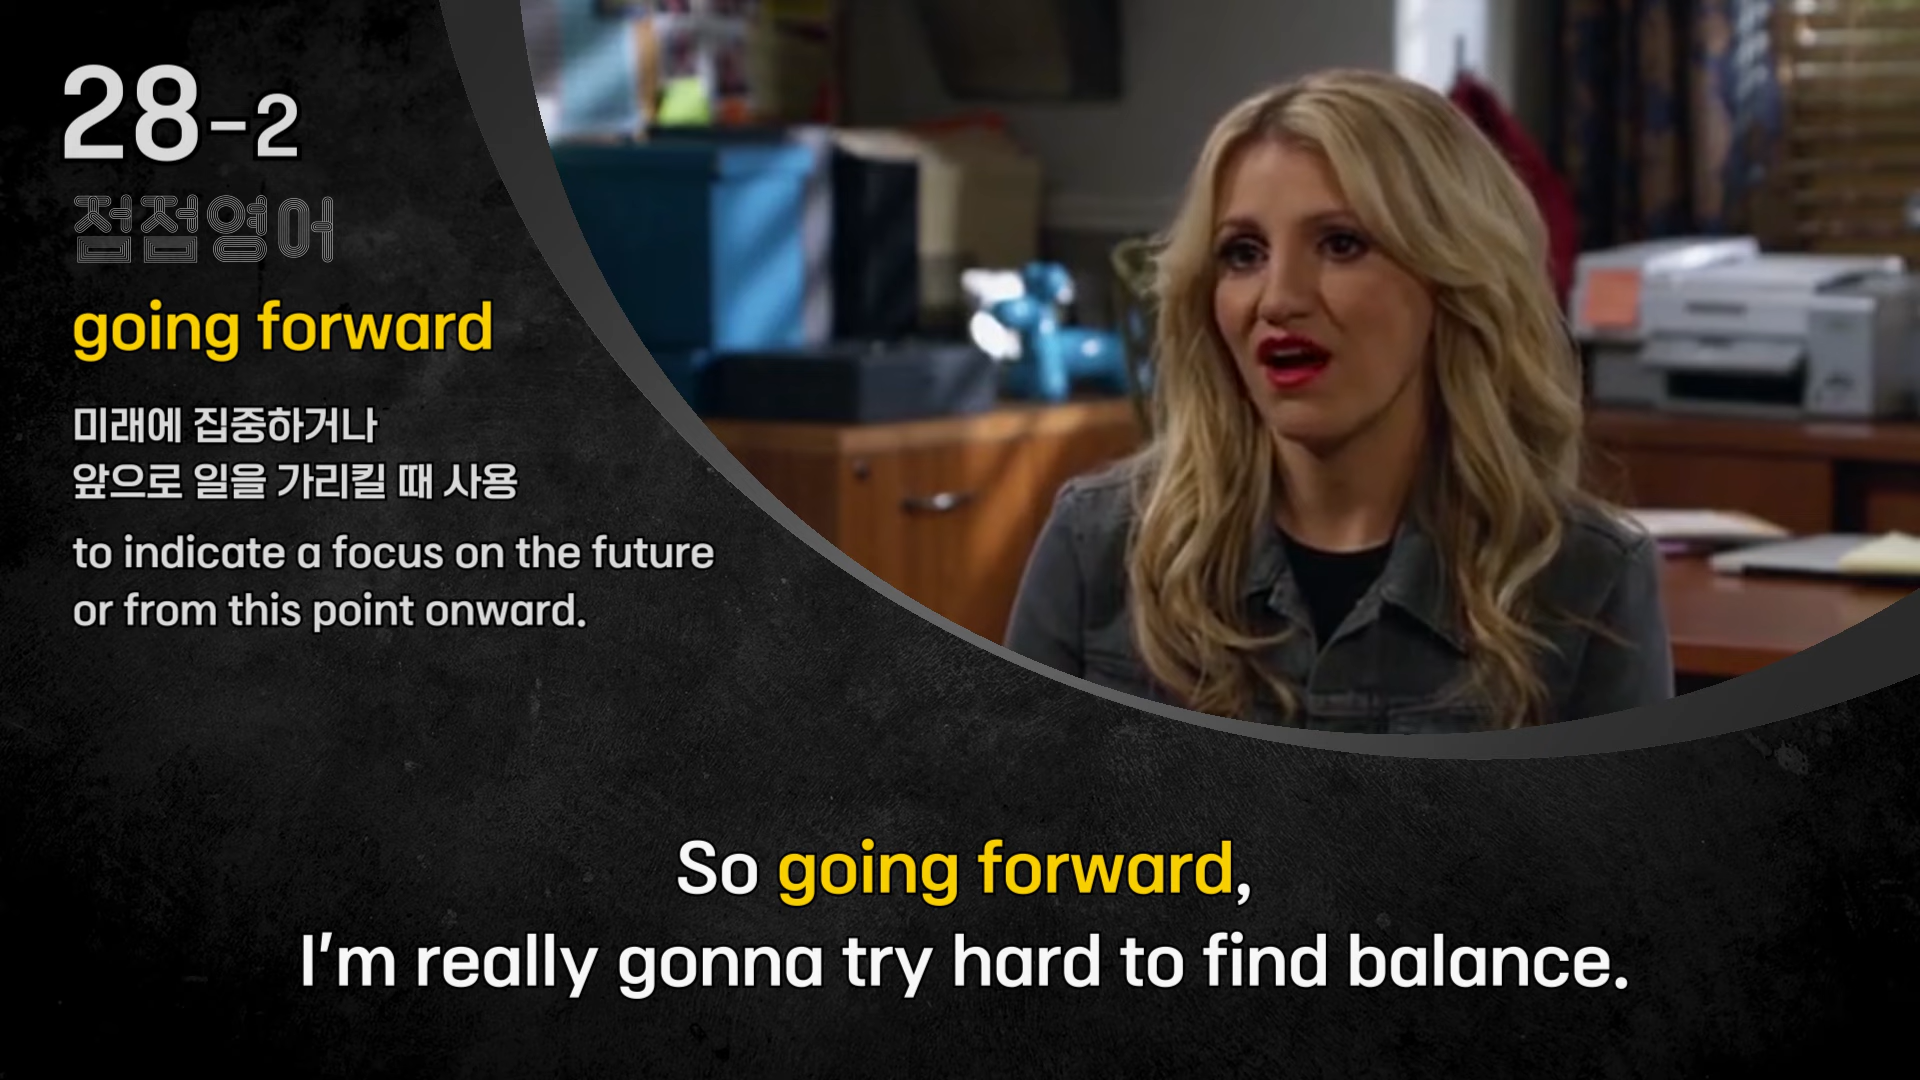 28-2
점점영어
going forward
미래에 집중하거나
앞으로 일을 가리킬 때 사용
to indicate a focus on the future
or from this point onward.
So going forward,
I'm really gonna try hard to find balance.